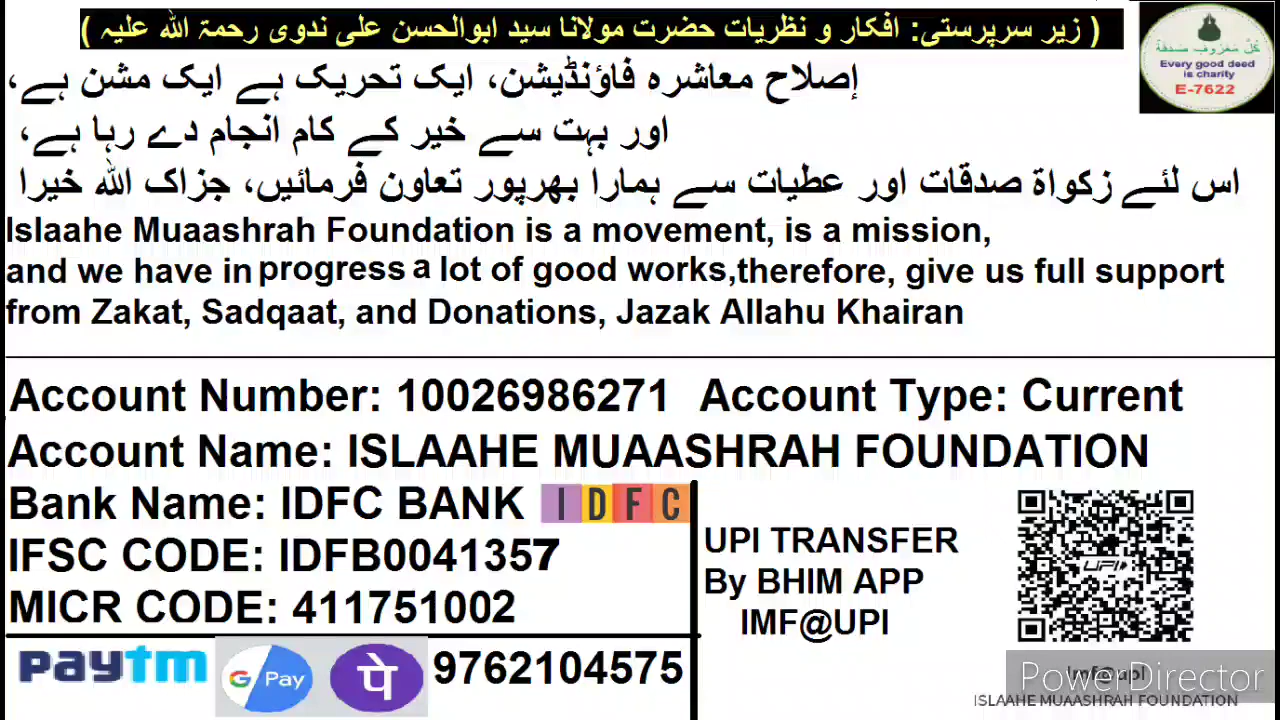 ( زیر سرپرستی: افکار و نظریات حضرت مولانا سید ابوالحسن علی ندوی رحمۃ اللہ علیہ )
كُلُّ مَعْرُوفٍ صَدَقَة
Every good deed
is charity
E-7622
إصلاح معاشرہ فاؤنڈیشن، ایک تحریک ہے ایک مشن ہے،
اور بہت سے خیر کے کام انجام دے رہا ہے،
اس لئے زکواۃ صدقات اور عطیات سے ہمارا بھرپور تعاون فرمائیں، جزاک اللہ خیرا
Islaahe Muaashrah Foundation is a movement, is a mission,
and we have in progress a lot of good works,therefore, give us full support
from Zakat, Sadqaat, and Donations, Jazak Allahu Khairan
Account Number: 10026986271 Account Type: Current
Account Name: ISLAAHE MUAASHRAH FOUNDATION
Bank Name: IDFC BANK IDFC
IFSC CODE: IDFB0041357
MICR CODE: 411751002
UPI TRANSFER
By BHIM APP
IMF@UPI
UPI
paytm G Pay पे 9762104575
imf@upi
PowerDirector
ISLAAHE MUAASHRAH FOUNDATION